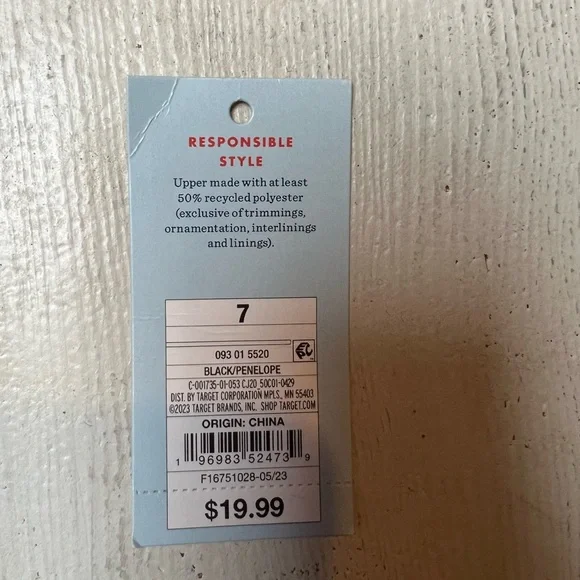 RESPONSIBLE
STYLE
Upper made with at least
50% recycled polyester
(exclusive of trimmings,
ornamentation, interlinings
and linings).
7
093 01 5520
BLACK/PENELOPE
C-001735-01-053 CJ20_50C01-0429
DIST. BY TARGET CORPORATION MPLS., MN 55403
©2023 TARGET BRANDS, INC. SHOP TARGET.COM
ORIGIN: CHINA
1 96983 52473 9
F16751028-05/23
$19.99